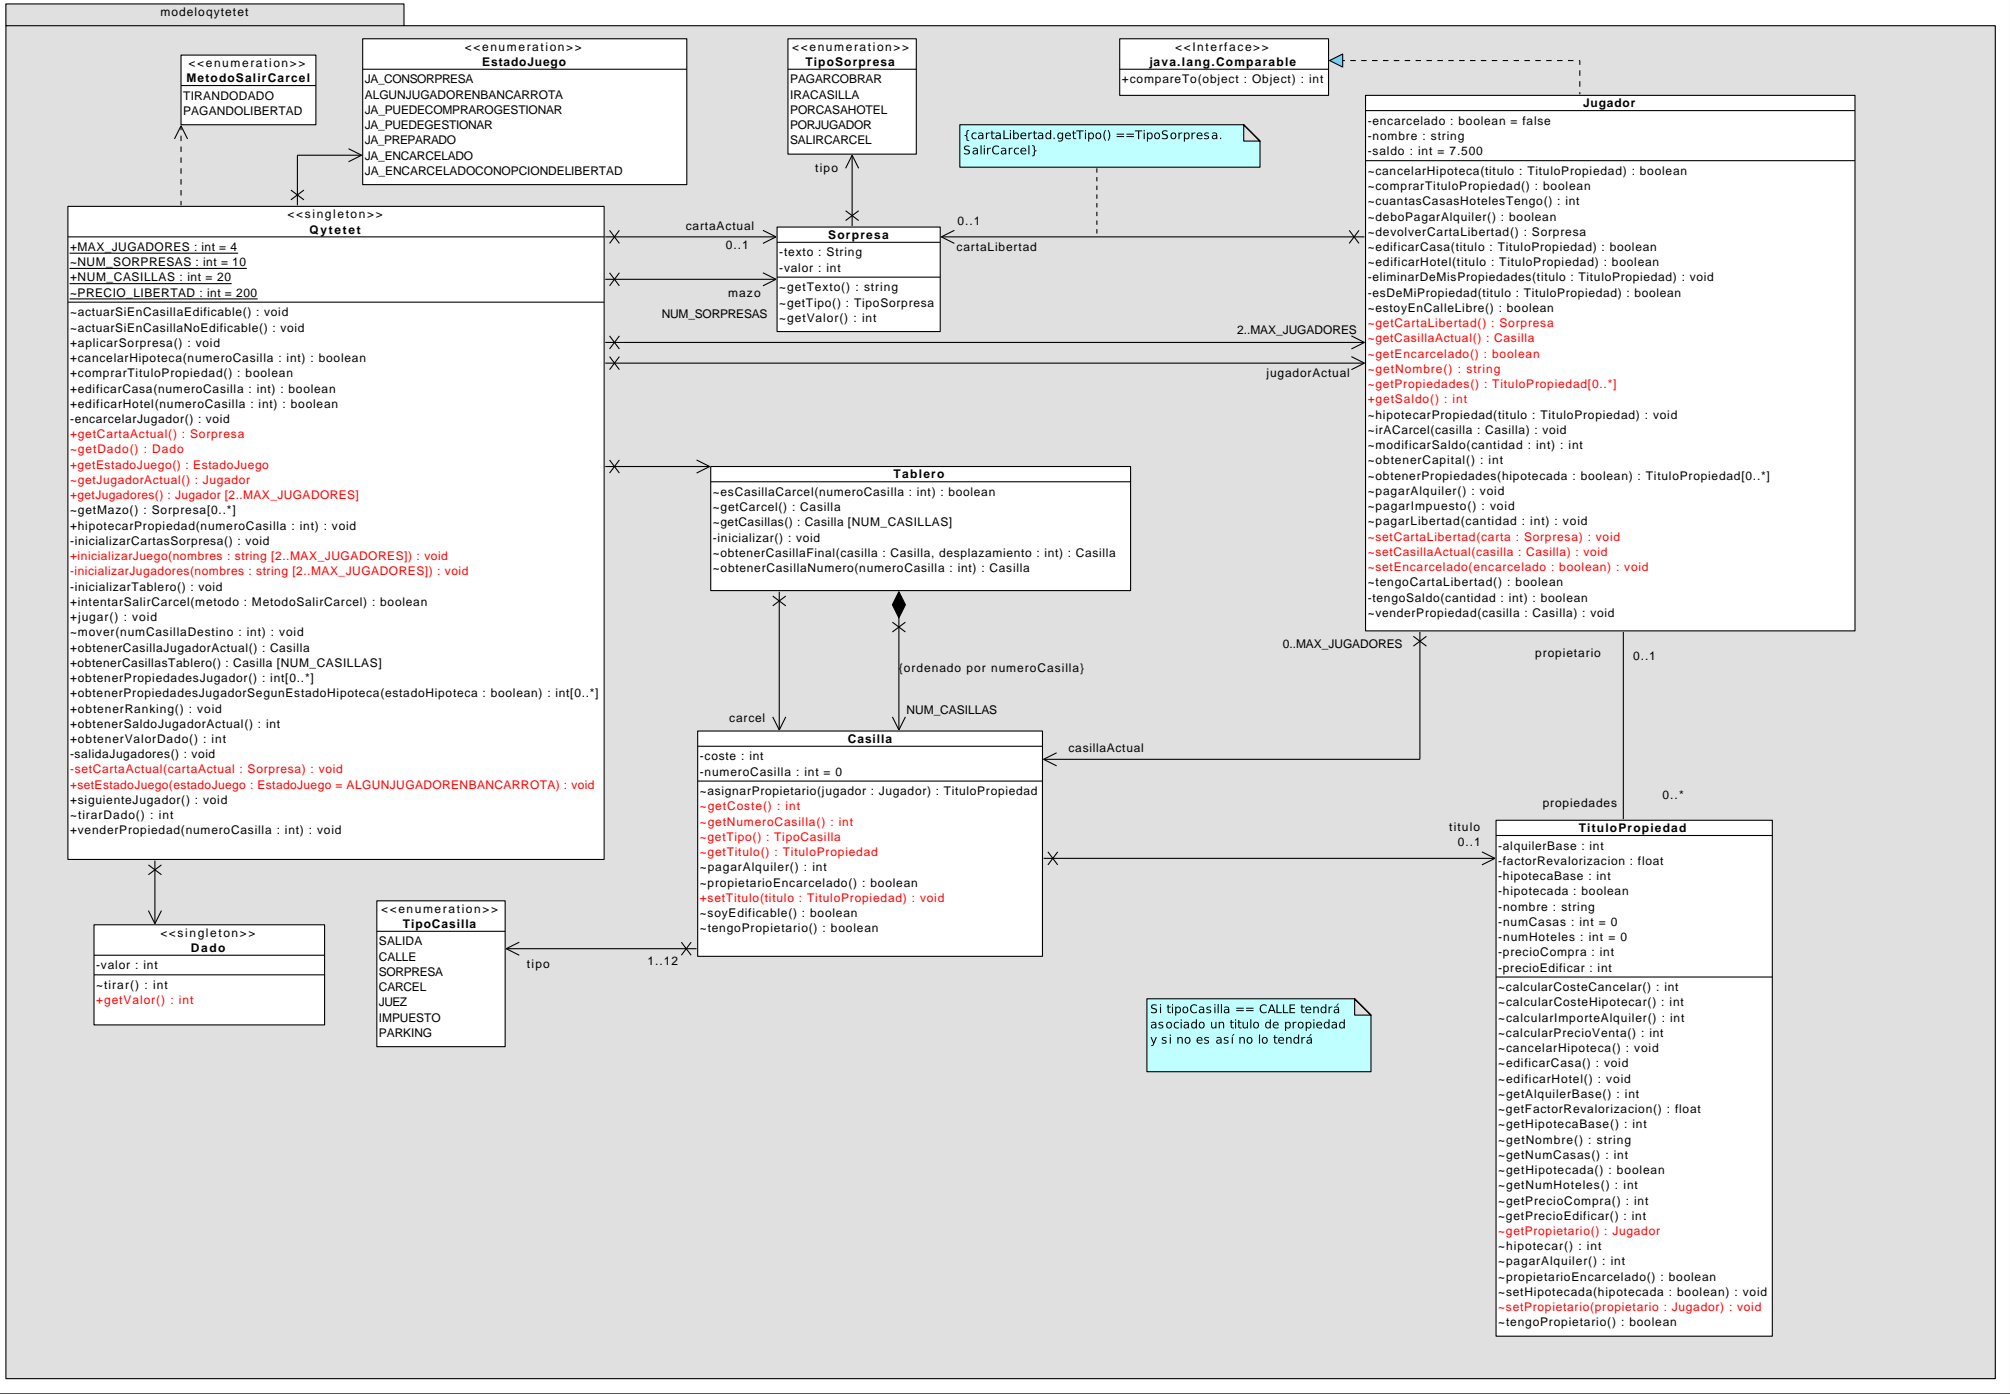 modeloqytetet
<<enumeration>>
MetodoSalirCarcel
TIRANDODADO
PAGANDOLIBERTAD
<<enumeration>>
EstadoJuego
JA_CONSORPRESA
ALGUNJUGADORENBANCARROTA
JA_PUEDECOMPRAROGESTIONAR
JA_PUEDEGESTIONAR
JA_PREPARADO
JA_ENCARCELADO
JA_ENCARCELADOCONOPCIONDELIBERTAD
<<enumeration>>
TipoSorpresa
PAGARCOBRAR
IRACASILLA
PORCASAHOTEL
PORJUGADOR
SALIRCARCEL
tipo
<<Interface>>
java.lang.Comparable
+compareTo(object : Object) : int
{cartaLibertad.getTipo() ==TipoSorpresa.
SalirCarcel}
<<singleton>>
Qytetet
+MAX_JUGADORES : int = 4
~NUM_SORPRESAS : int = 10
+NUM_CASILLAS : int = 20
~PRECIO_LIBERTAD : int = 200
~actuarSiEnCasillaEdificable() : void
~actuarSiEnCasillaNoEdificable() : void
+aplicarSorpresa() : void
+cancelarHipoteca(numeroCasilla : int) : boolean
+comprarTituloPropiedad() : boolean
+edificarCasa(numeroCasilla : int) : boolean
+edificarHotel(numeroCasilla : int) : boolean
-encarcelarJugador() : void
+getCartaActual() : Sorpresa
~getDado() : Dado
+getEstadoJuego() : EstadoJuego
~getJugadorActual() : Jugador
+getJugadores() : Jugador [2..MAX_JUGADORES]
~getMazo() : Sorpresa[0..*]
+hipotecarPropiedad(numeroCasilla : int) : void
-inicializarCartasSorpresa() : void
+inicializarJuego(nombres : string [2..MAX_JUGADORES]) : void
-inicializarJugadores(nombres : string [2..MAX_JUGADORES]) : void
-inicializarTablero() : void
+intentarSalirCarcel(metodo : MetodoSalirCarcel) : boolean
+jugar() : void
~mover(numCasillaDestino : int) : void
+obtenerCasillaJugadorActual() : Casilla
+obtenerCasillasTablero() : Casilla [NUM_CASILLAS]
+obtenerPropiedadesJugador() : int[0..*]
+obtenerPropiedadesJugadorSegunEstadoHipoteca(estadoHipoteca : boolean) : int[0..*]
+obtenerRanking() : void
+obtenerSaldoJugadorActual() : int
+obtenerValorDado() : int
-salidaJugadores() : void
-setCartaActual(cartaActual : Sorpresa) : void
+setEstadoJuego(estadoJuego : EstadoJuego = ALGUNJUGADORENBANCARROTA) : void
+siguienteJugador() : void
~tirarDado() : int
+venderPropiedad(numeroCasilla : int) : void
cartaActual
0..1
mazo
NUM_SORPRESAS
Sorpresa
-texto : String
-valor : int
~getTexto() : string
~getTipo() : TipoSorpresa
~getValor() : int
0..1
cartaLibertad
2..MAX_JUGADORES
jugadorActual
Jugador
-encarcelado : boolean = false
-nombre : string
-saldo : int = 7.500
~cancelarHipoteca(titulo : TituloPropiedad) : boolean
~comprarTituloPropiedad() : boolean
~cuantasCasasHotelesTengo() : int
~deboPagarAlquiler() : boolean
~devolverCartaLibertad() : Sorpresa
~edificarCasa(titulo : TituloPropiedad) : boolean
~edificarHotel(titulo : TituloPropiedad) : boolean
-eliminarDeMisPropiedades(titulo : TituloPropiedad) : void
-esDeMiPropiedad(titulo : TituloPropiedad) : boolean
~estoyEnCalleLibre() : boolean
~getCartaLibertad() : Sorpresa
~getCasillaActual() : Casilla
~getEncarcelado() : boolean
~getNombre() : string
~getPropiedades() : TituloPropiedad[0..*]
+getSaldo() : int
~hipotecarPropiedad(titulo : TituloPropiedad) : void
~irACarcel(casilla : Casilla) : void
~modificarSaldo(cantidad : int) : int
~obtenerCapital() : int
~obtenerPropiedades(hipotecada : boolean) : TituloPropiedad[0..*]
~pagarAlquiler() : void
~pagarImpuesto() : void
~pagarLibertad(cantidad : int) : void
~setCartaLibertad(carta : Sorpresa) : void
~setCasillaActual(casilla : Casilla) : void
~setEncarcelado(encarcelado : boolean) : void
~tengoCartaLibertad() : boolean
-tengoSaldo(cantidad : int) : boolean
~venderPropiedad(casilla : Casilla) : void
Tablero
~esCasillaCarcel(numeroCasilla : int) : boolean
~getCarcel() : Casilla
~getCasillas() : Casilla [NUM_CASILLAS]
-inicializar() : void
~obtenerCasillaFinal(casilla : Casilla, desplazamiento : int) : Casilla
~obtenerCasillaNumero(numeroCasilla : int) : Casilla
{ordenado por numeroCasilla}
carcel
NUM_CASILLAS
0..MAX_JUGADORES
casillaActual
propietario
0..1
propiedades
0..*
Casilla
-coste : int
-numeroCasilla : int = 0
~asignarPropietario(jugador : Jugador) : TituloPropiedad
~getCoste() : int
~getNumeroCasilla() : int
~getTipo() : TipoCasilla
~getTitulo() : TituloPropiedad
~pagarAlquiler() : int
~propietarioEncarcelado() : boolean
+setTitulo(titulo : TituloPropiedad) : void
~soyEdificable() : boolean
~tengoPropietario() : boolean
titulo
0..1
<<singleton>>
Dado
-valor : int
~tirar() : int
+getValor() : int
<<enumeration>>
TipoCasilla
SALIDA
CALLE
SORPRESA
CARCEL
JUEZ
IMPUESTO
PARKING
tipo
1..12
Si tipoCasilla == CALLE tendrá
asociado un titulo de propiedad
y si no es así no lo tendrá
TituloPropiedad
-alquilerBase : int
-factorRevalorizacion : float
-hipotecaBase : int
-hipotecada : boolean
-nombre : string
-numCasas : int = 0
-numHoteles : int = 0
-precioCompra : int
-precioEdificar : int
~calcularCosteCancelar() : int
~calcularCosteHipotecar() : int
~calcularImporteAlquiler() : int
~calcularPrecioVenta() : int
~cancelarHipoteca() : void
~edificarCasa() : void
~edificarHotel() : void
~getAlquilerBase() : int
~getFactorRevalorizacion() : float
~getHipotecaBase() : int
~getNombre() : string
~getNumCasas() : int
~getHipotecada() : boolean
~getNumHoteles() : int
~getPrecioCompra() : int
~getPrecioEdificar() : int
~getPropietario() : Jugador
~hipotecar() : int
~pagarAlquiler() : int
~propietarioEncarcelado() : boolean
~setHipotecada(hipotecada : boolean) : void
~setPropietario(propietario : Jugador) : void
~tengoPropietario() : boolean